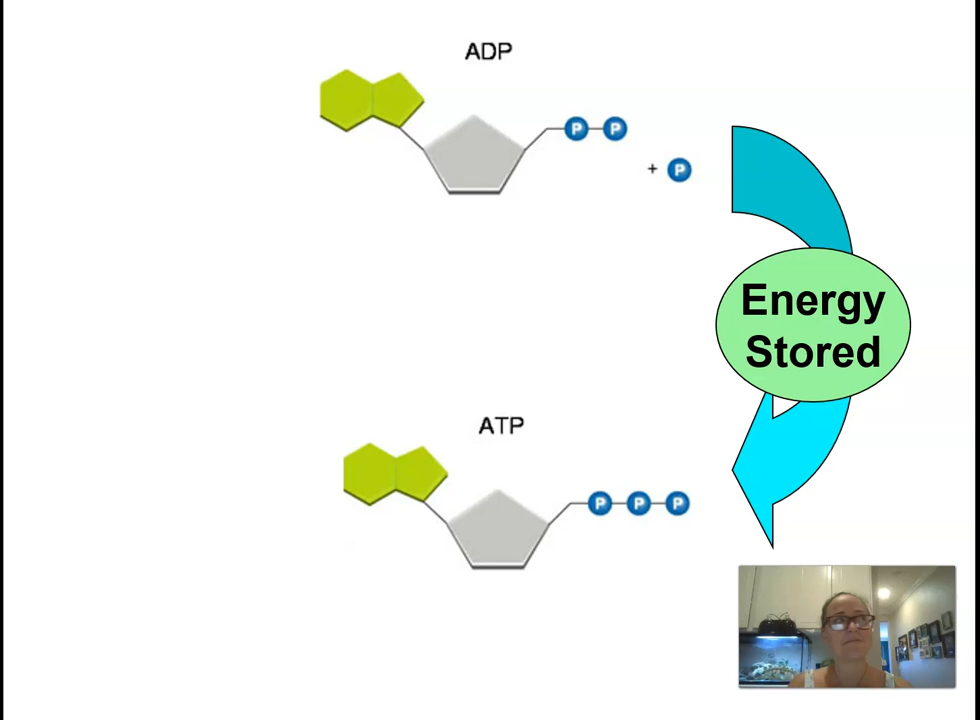 ADP
P P
+ P
Energy
Stored
ATP
P P P